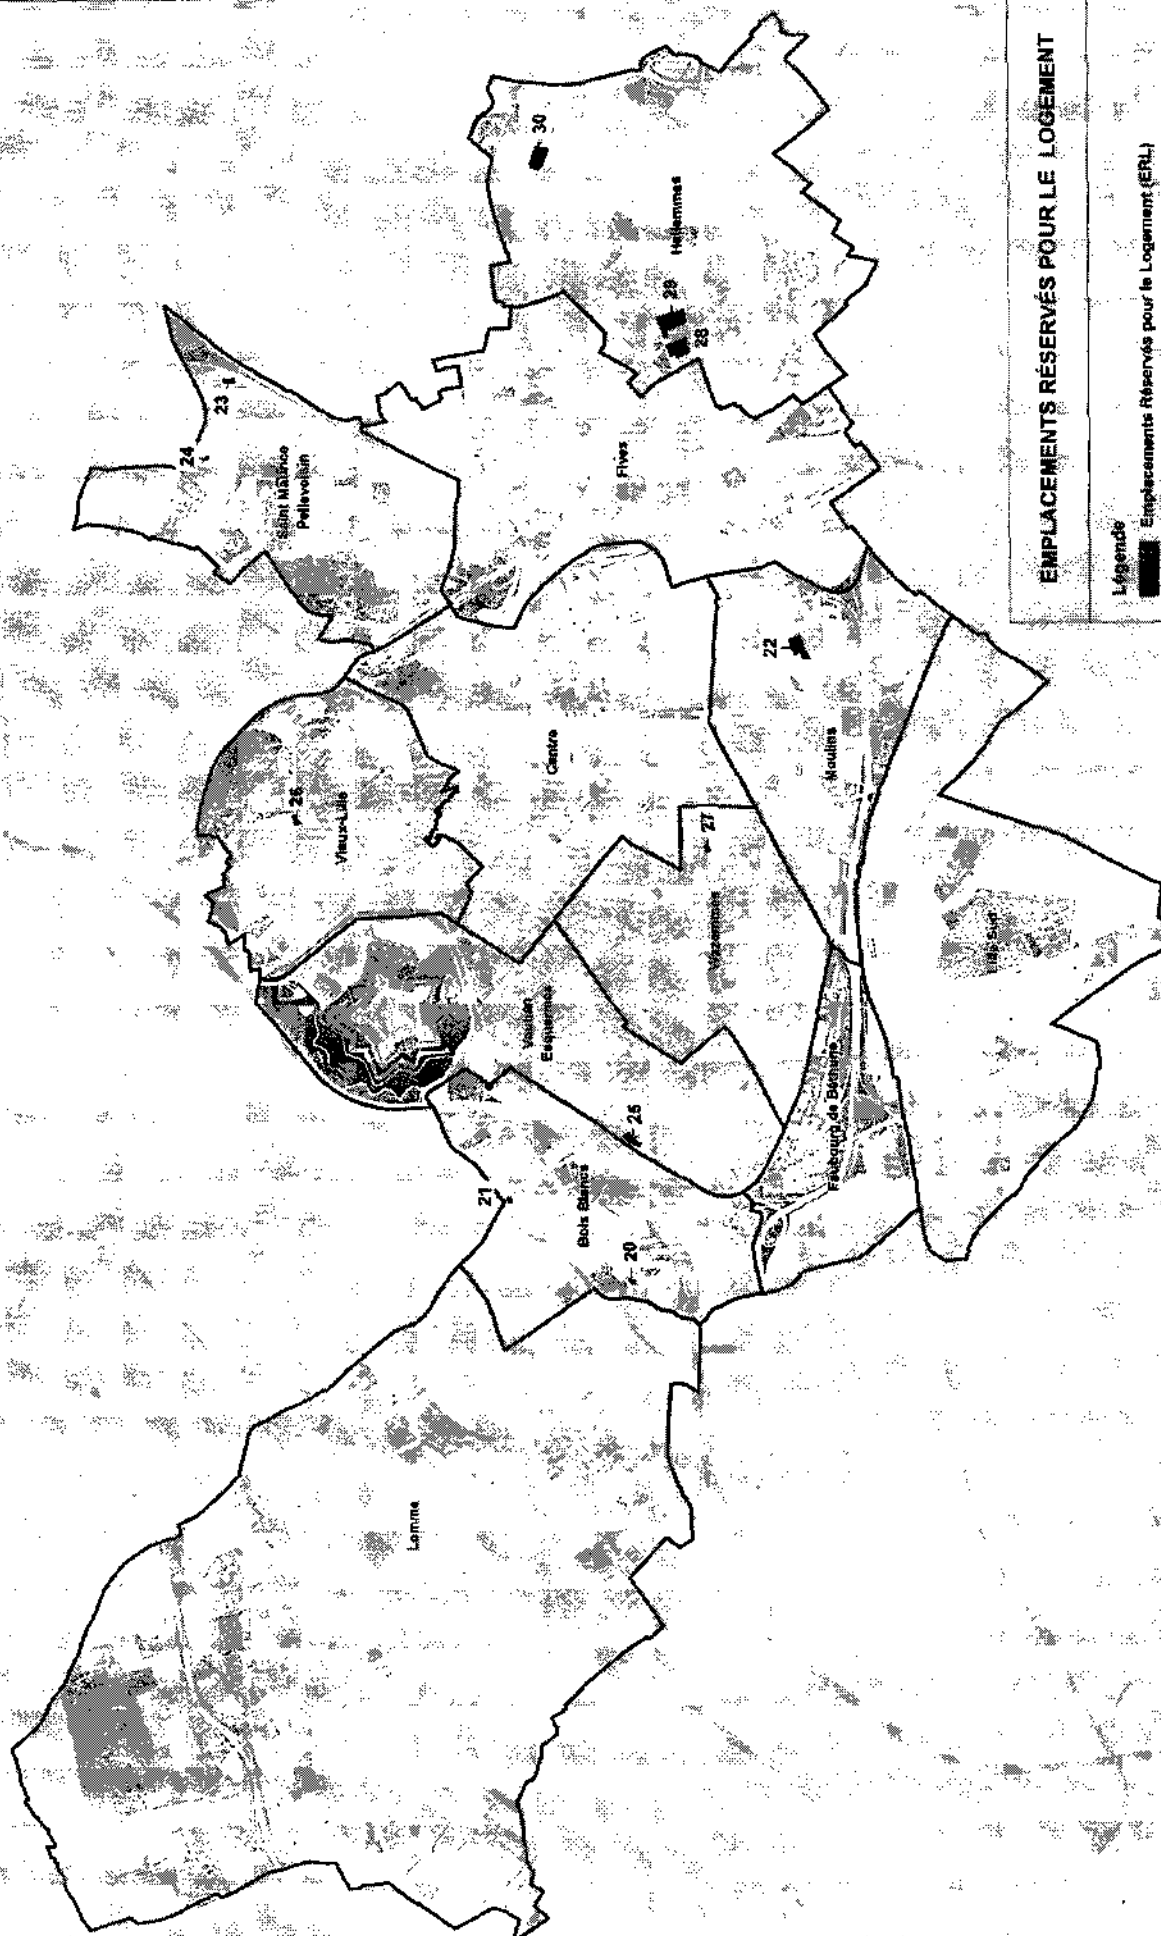 EMPLACEMENTS RÉSERVÉS POUR LE LOGEMENT
Légende
Emplacements Réservés pour le Logement (ERL)
Lomme
21
20
Bois Blancs
25
Vauban
Esquermes
Faubourg de Béthune
Lille-Sud
Wazemmes
27
Vieux-Lille
26
Centre
Moulins
22
Saint Maurice
Pellevoisin
24
23
Fives
28
29
Hellemmes
30